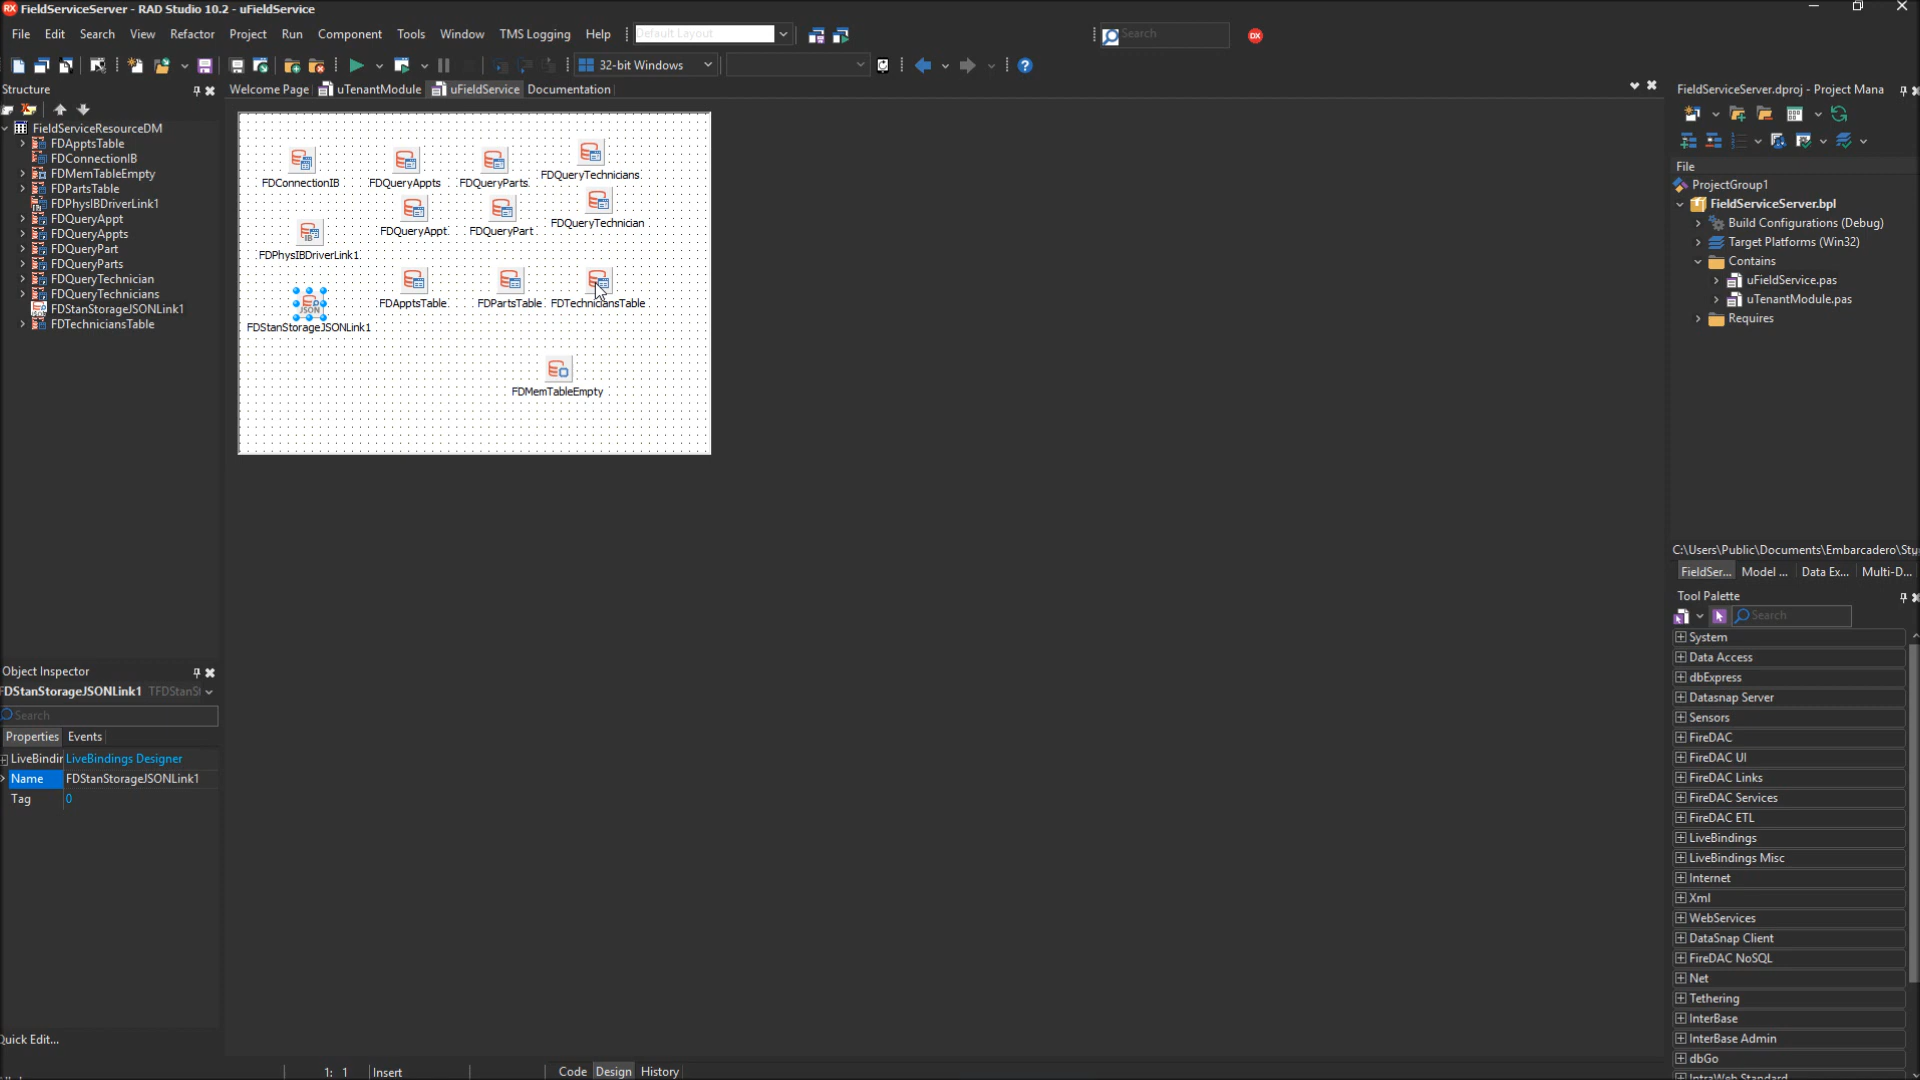 FieldServiceServer - RAD Studio 10.2 - uFieldService
File Edit Search View Refactor Project Run Component Tools Window TMS Logging Help
Default Layout
Search
32-bit Windows
Structure
Welcome Page uTenantModule uFieldService Documentation
FieldServiceServer.dproj - Project Mana
FieldServiceResourceDM
FDApptsTable
FDConnectionIB
FDMemTableEmpty
FDPartsTable
FDPhysIBDriverLink1
FDQueryAppt
FDQueryAppts
FDQueryPart
FDQueryParts
FDQueryTechnician
FDQueryTechnicians
FDStanStorageJSONLink1
FDTechniciansTable
FDConnectionIB FDQueryAppts FDQueryParts FDQueryTechnicians
FDQueryAppt FDQueryPart FDQueryTechnician
IB
FDPhysIBDriverLink1
FDApptsTable FDPartsTable FDTechniciansTable
JSON
FDStanStorageJSONLink1
FDMemTableEmpty
File
ProjectGroup1
FieldServiceServer.bpl
Build Configurations (Debug)
Target Platforms (Win32)
Contains
uFieldService.pas
uTenantModule.pas
Requires
C:\Users\Public\Documents\Embarcadero\Stu
FieldSer... Model ... Data Ex... Multi-D...
Tool Palette
Search
System
Data Access
dbExpress
Datasnap Server
Sensors
FireDAC
FireDAC UI
FireDAC Links
FireDAC Services
FireDAC ETL
LiveBindings
LiveBindings Misc
Internet
Xml
WebServices
DataSnap Client
FireDAC NoSQL
Net
Tethering
InterBase
InterBase Admin
dbGo
IntraWeb Standard
Object Inspector
FDStanStorageJSONLink1 TFDStanS
Search
Properties Events
LiveBindin LiveBindings Designer
Name FDStanStorageJSONLink1
Tag 0
Quick Edit...
1: 1 Insert Code Design History